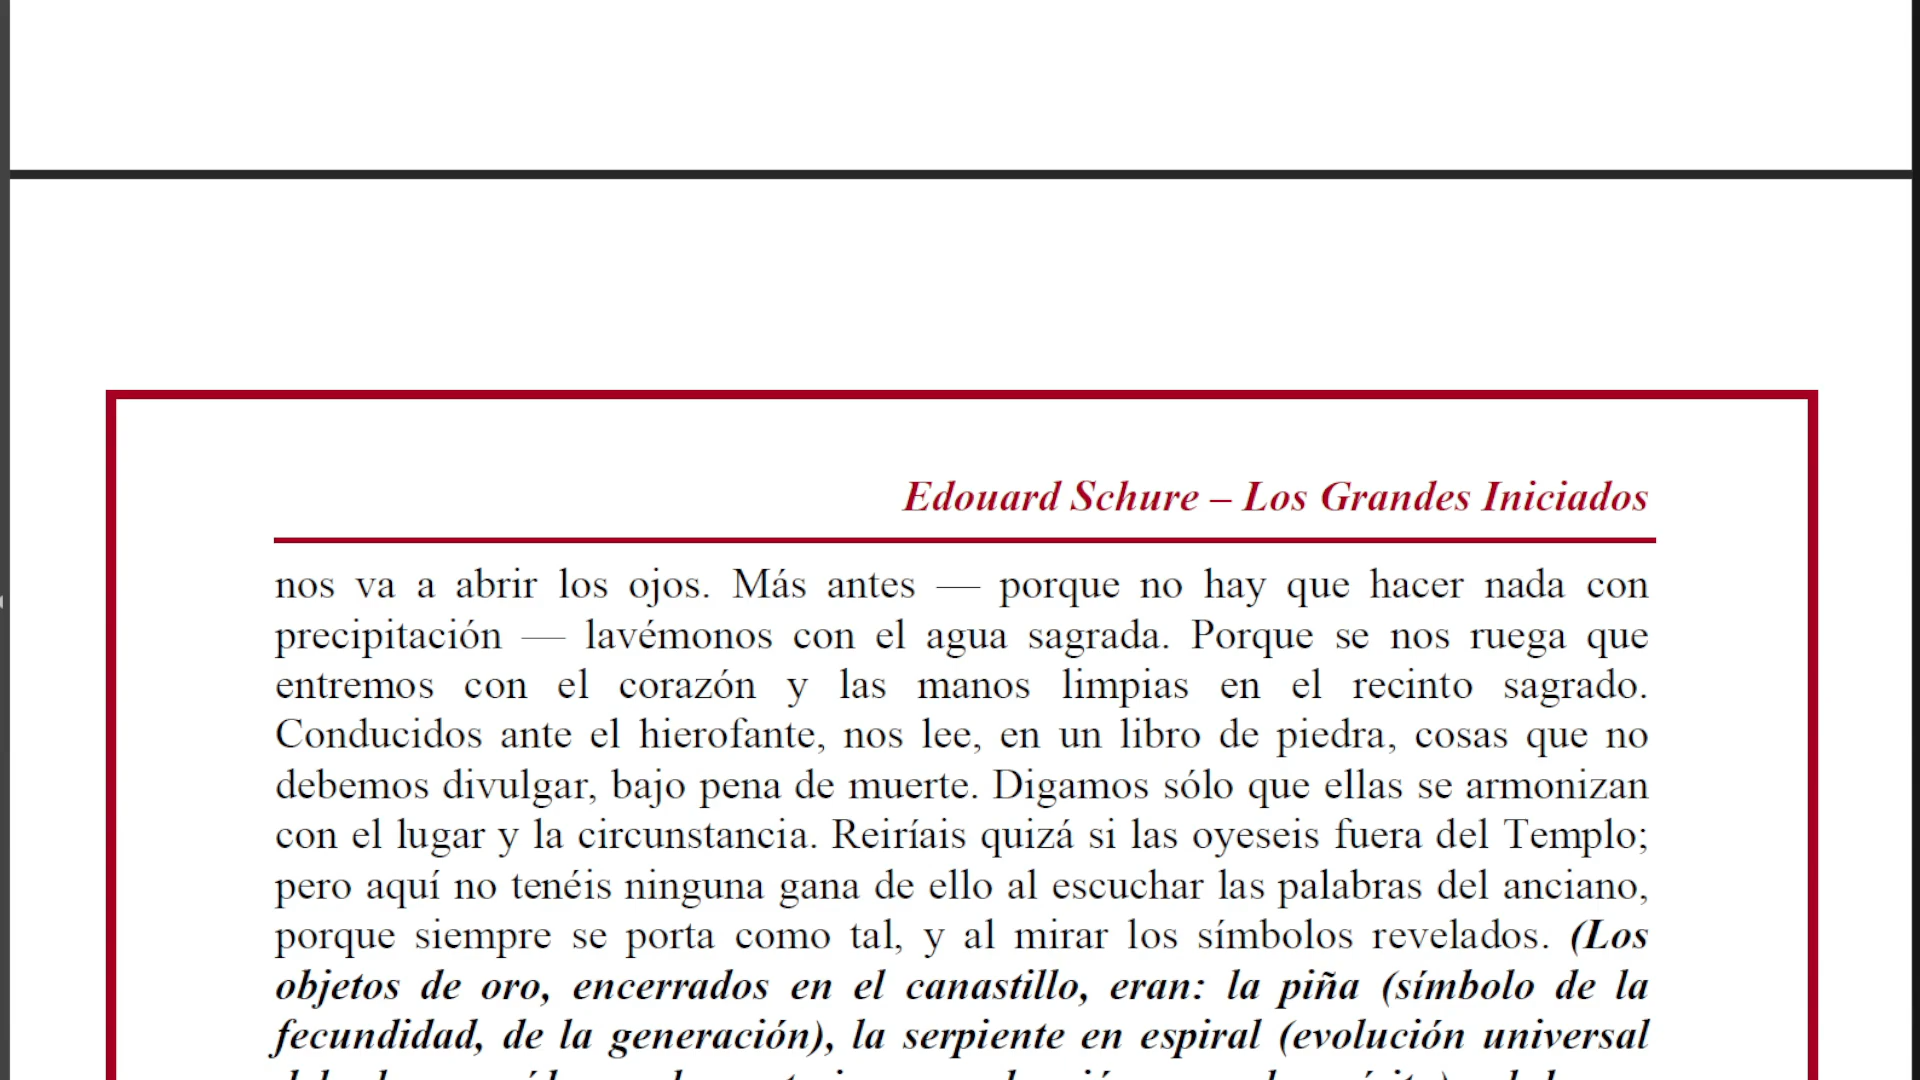 Edouard Schure – Los Grandes Iniciados
nos va a abrir los ojos. Más antes — porque no hay que hacer nada con
precipitación — lavémonos con el agua sagrada. Porque se nos ruega que
entremos con el corazón y las manos limpias en el recinto sagrado.
Conducidos ante el hierofante, nos lee, en un libro de piedra, cosas que no
debemos divulgar, bajo pena de muerte. Digamos sólo que ellas se armonizan
con el lugar y la circunstancia. Reiríais quizá si las oyeseis fuera del Templo;
pero aquí no tenéis ninguna gana de ello al escuchar las palabras del anciano,
porque siempre se porta como tal, y al mirar los símbolos revelados. (Los
objetos de oro, encerrados en el canastillo, eran: la piña (símbolo de la
fecundidad, de la generación), la serpiente en espiral (evolución universal